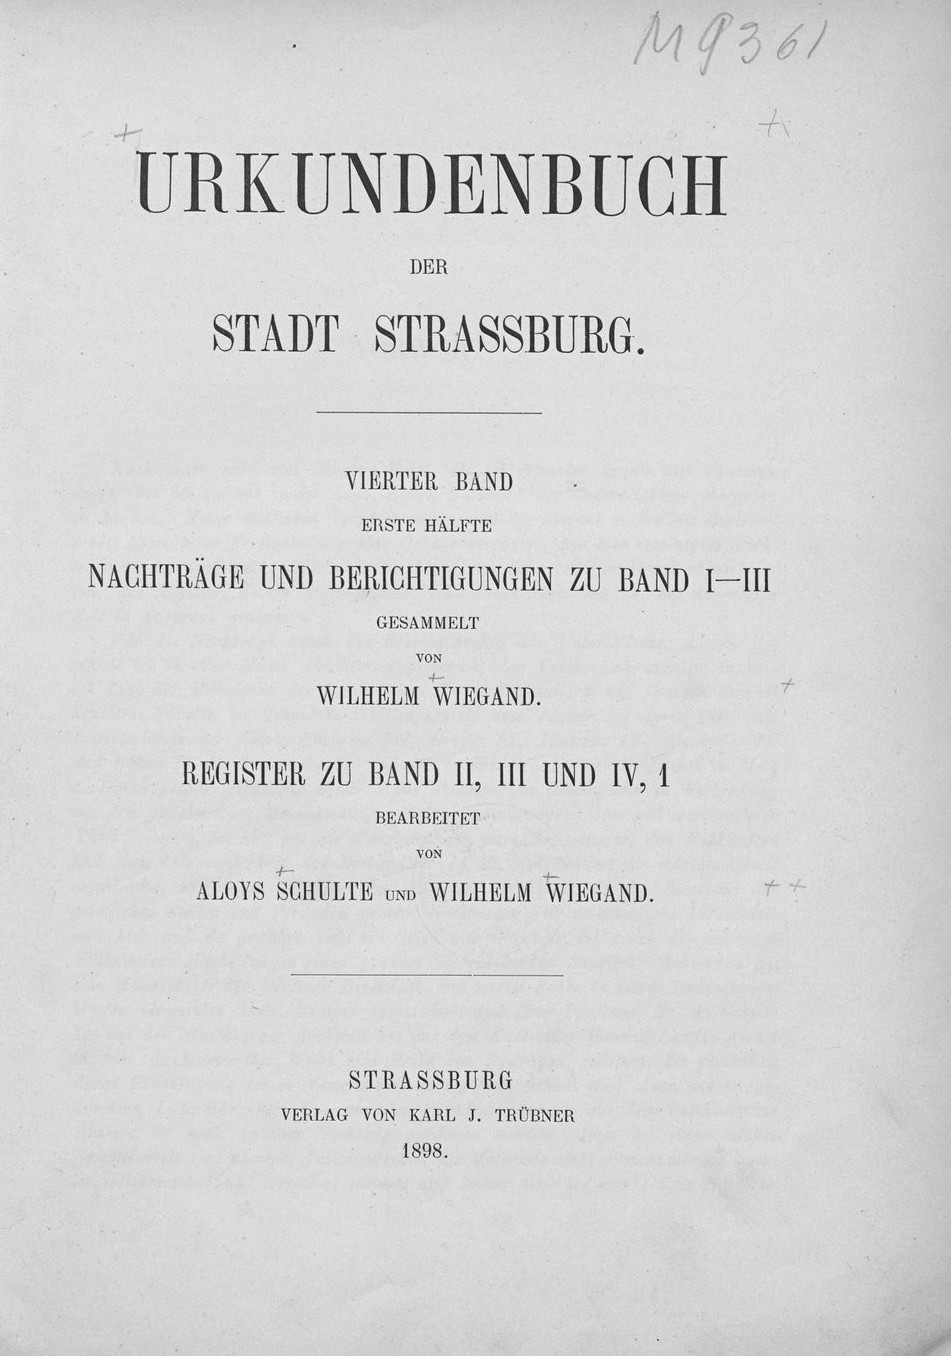 M 9361
URKUNDENBUCH
DER
STADT STRASSBURG.
VIERTER BAND
ERSTE HÄLFTE
NACHTRÄGE UND BERICHTIGUNGEN ZU BAND I—III
GESAMMELT
VON
WILHELM WIEGAND.
REGISTER ZU BAND II, III UND IV, 1
BEARBEITET
VON
ALOYS SCHULTE UND WILHELM WIEGAND.
STRASSBURG
VERLAG VON KARL J. TRÜBNER
1898.